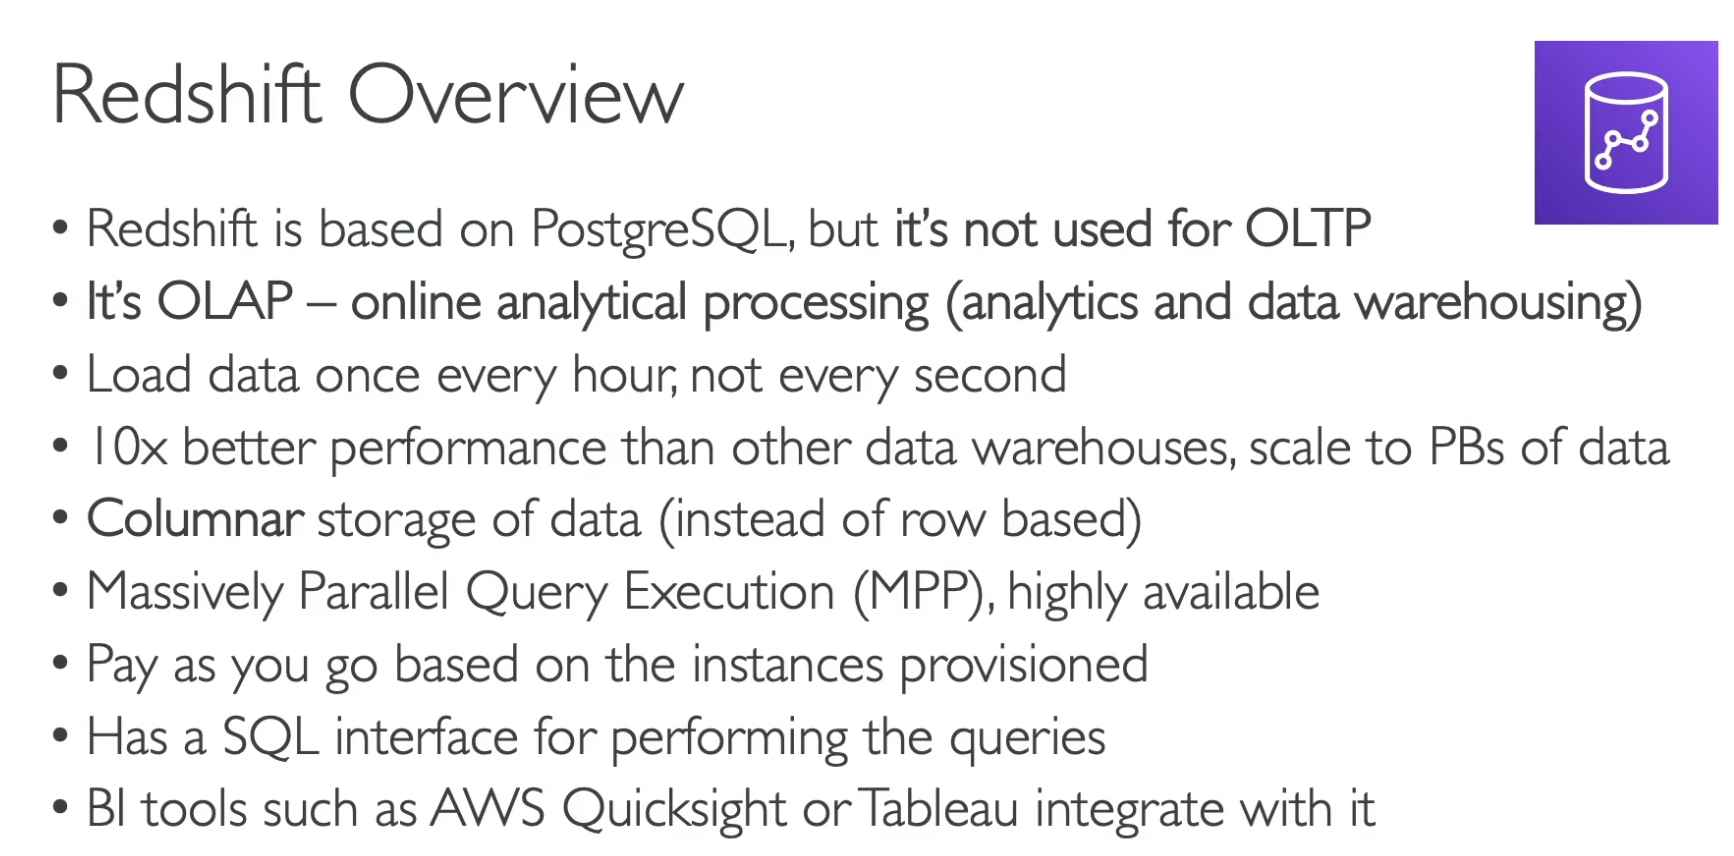 Redshift Overview
• Redshift is based on PostgreSQL, but it's not used for OLTP
• It's OLAP – online analytical processing (analytics and data warehousing)
• Load data once every hour, not every second
• 10x better performance than other data warehouses, scale to PBs of data
• Columnar storage of data (instead of row based)
• Massively Parallel Query Execution (MPP), highly available
• Pay as you go based on the instances provisioned
• Has a SQL interface for performing the queries
• BI tools such as AWS Quicksight or Tableau integrate with it